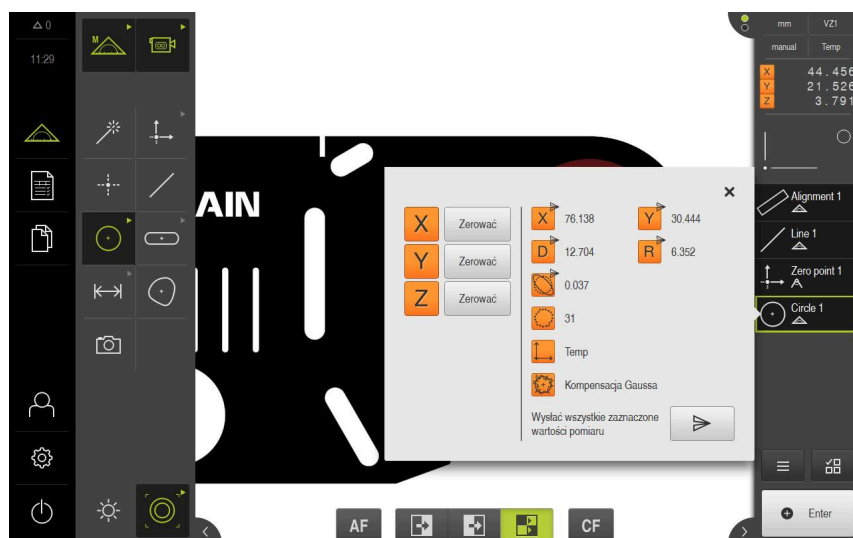 0
11:29
M
AIN
X Zerować
Y Zerować
Z Zerować
X 76.138 Y 30.444
D 12.704 R 6.352
0.037
31
Temp
Kompensacja Gaussa
Wysłać wszystkie zaznaczone
wartości pomiaru
AF
CF
mm VZ1
manual Temp
X 44.456
Y 21.526
Z 3.791
Alignment 1
Line 1
Zero point 1
Circle 1
Enter